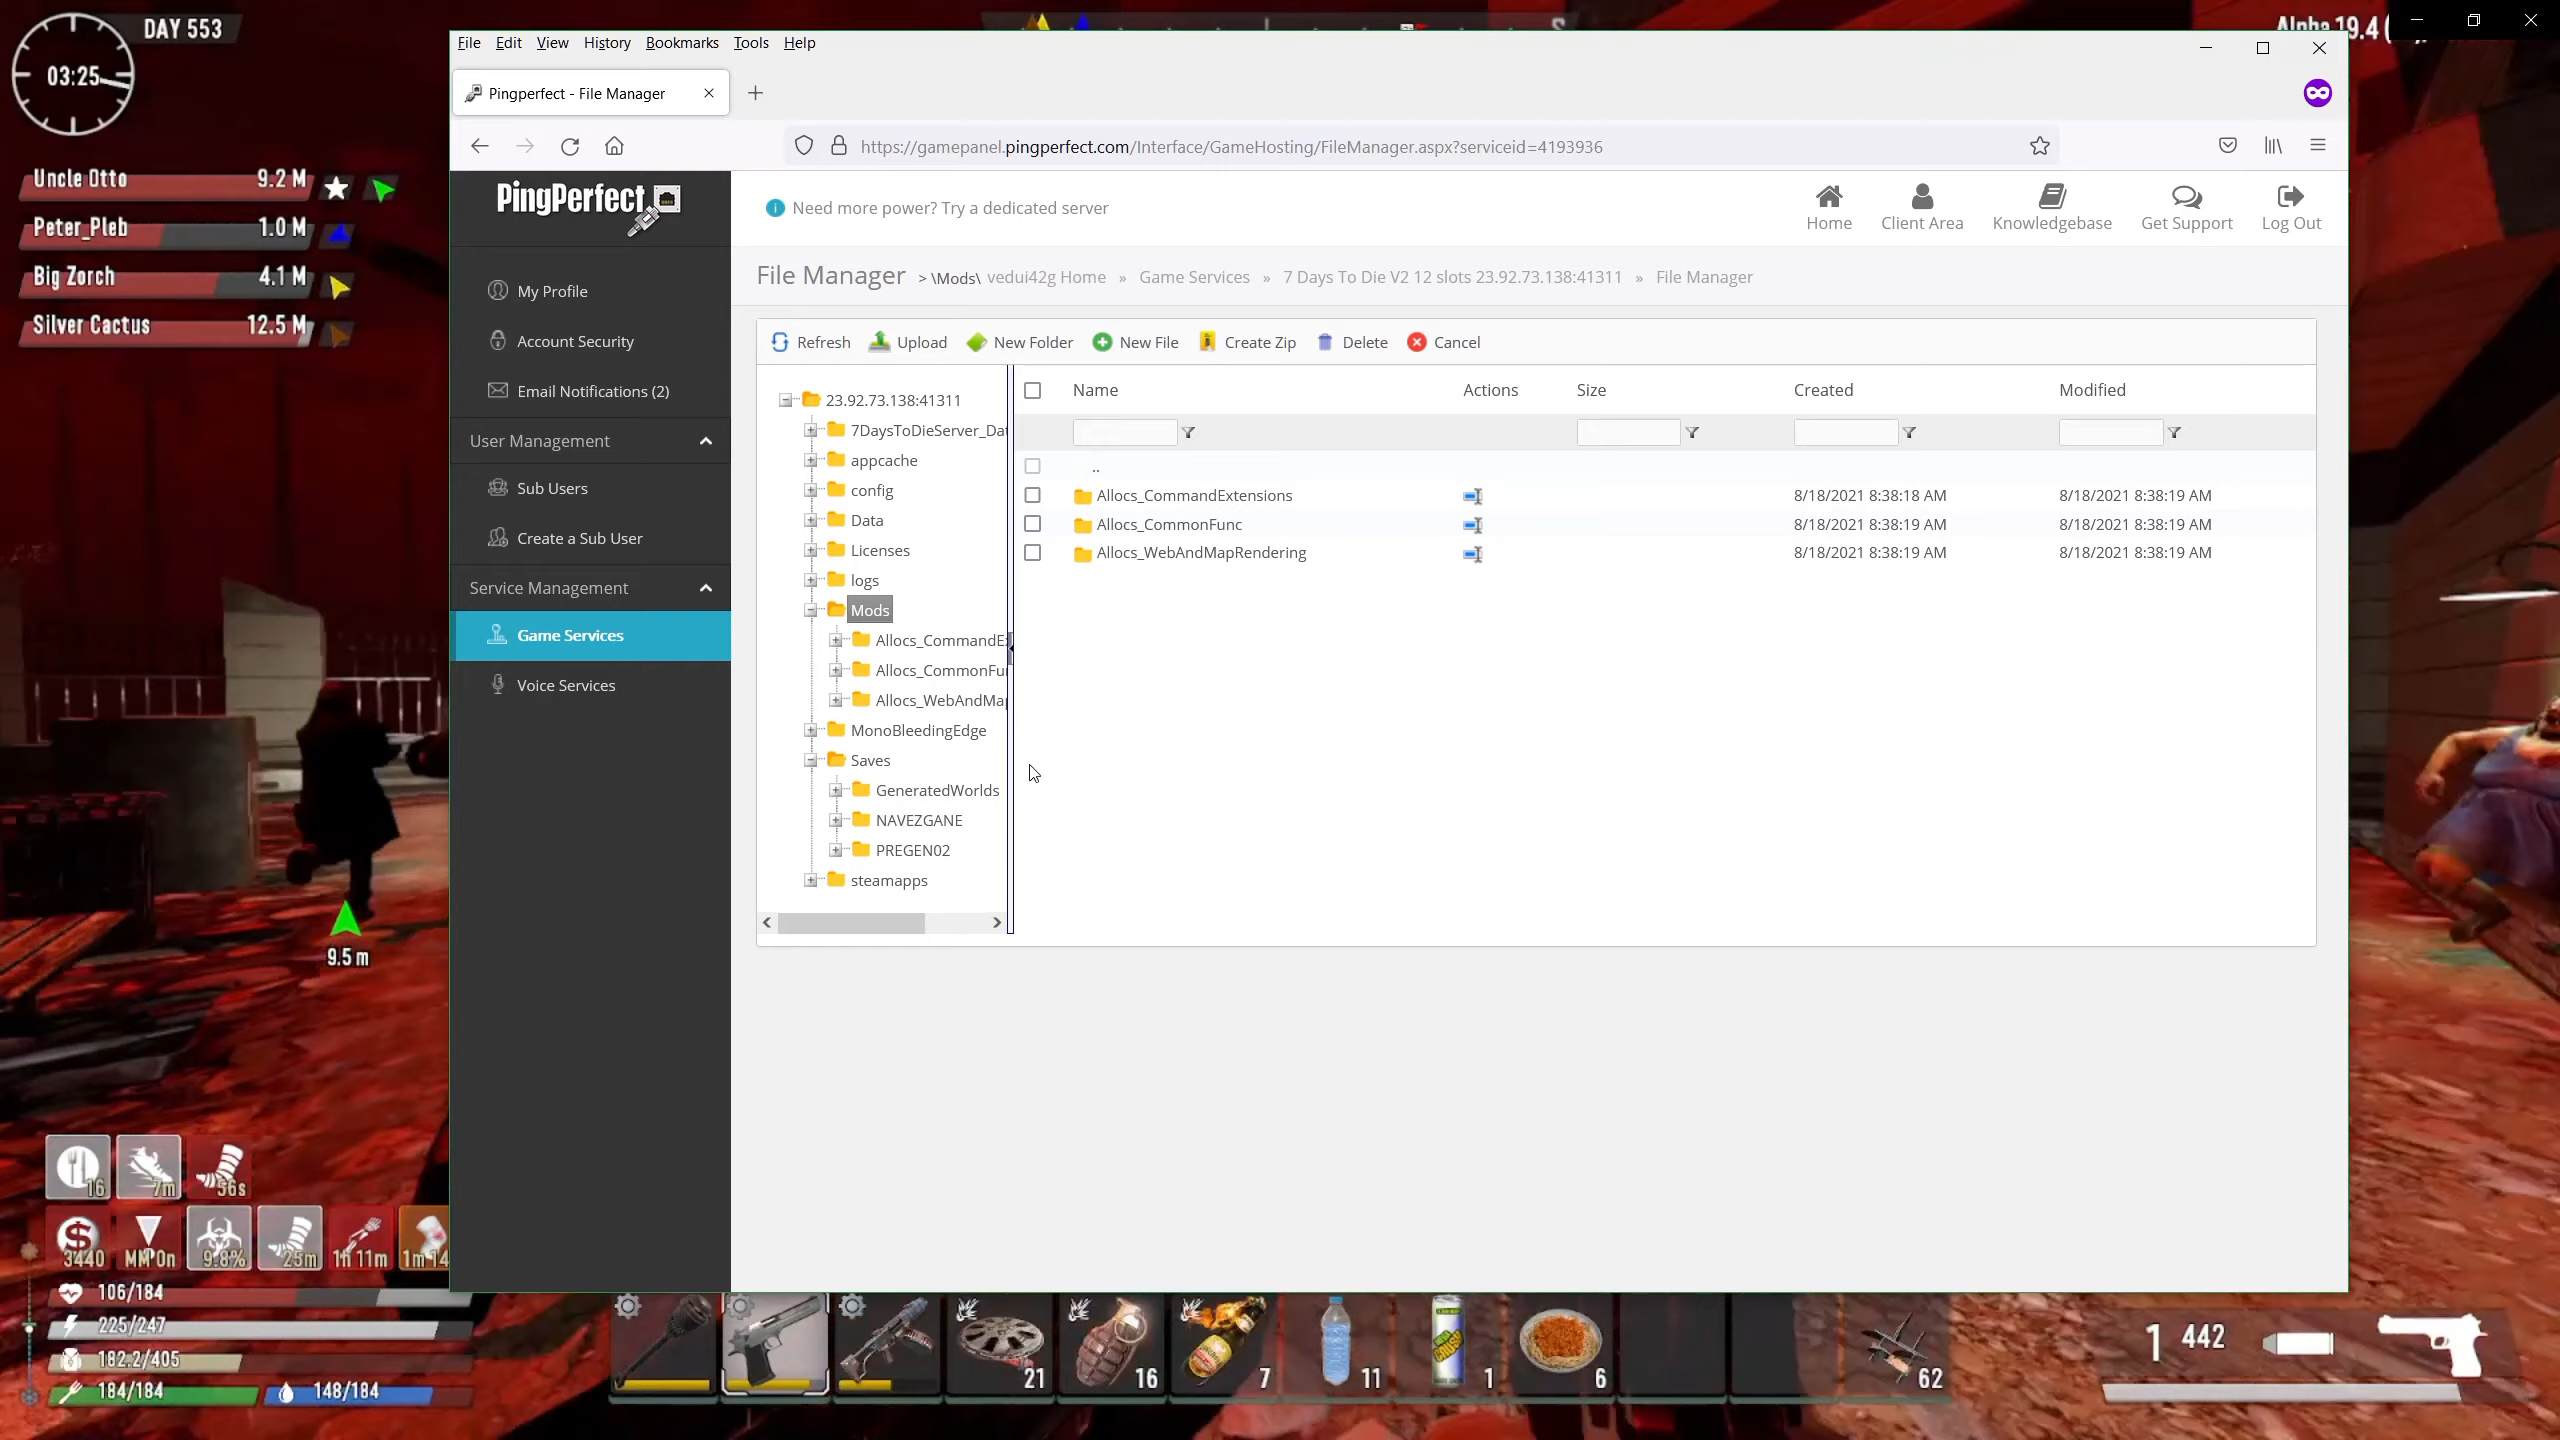 DAY 553
03:25
Alpha 19.4 (
Uncle Otto 9.2 M
Peter_Pleb 1.0 M
Big Zorch 4.1 M
Silver Cactus 12.5 M
S
File Edit View History Bookmarks Tools Help
Pingperfect - File Manager
https://gamepanel.pingperfect.com/Interface/GameHosting/FileManager.aspx?serviceid=4193936
PingPerfect
Need more power? Try a dedicated server
Home Client Area Knowledgebase Get Support Log Out
File Manager > \Mods\ vedui42g Home » Game Services » 7 Days To Die V2 12 slots 23.92.73.138:41311 » File Manager
My Profile
Account Security
Email Notifications (2)
User Management
Sub Users
Create a Sub User
Service Management
Game Services
Voice Services
Refresh Upload New Folder New File Create Zip Delete Cancel
23.92.73.138:41311
7DaysToDieServer_Dat
appcache
config
Data
Licenses
logs
Mods
Allocs_CommandE
Allocs_CommonFu
Allocs_WebAndMa
MonoBleedingEdge
Saves
GeneratedWorlds
NAVEZGANE
PREGEN02
steamapps
Name Actions Size Created Modified
..
Allocs_CommandExtensions 8/18/2021 8:38:18 AM 8/18/2021 8:38:19 AM
Allocs_CommonFunc 8/18/2021 8:38:19 AM 8/18/2021 8:38:19 AM
Allocs_WebAndMapRendering 8/18/2021 8:38:19 AM 8/18/2021 8:38:19 AM
9.5 m
16 7m 56s
3440 MM On 9.8% 25m 1h 11m 1m 14
106/184
225/247
182.2/405
184/184 148/184
21 16 7 11 1 6 62
1 442